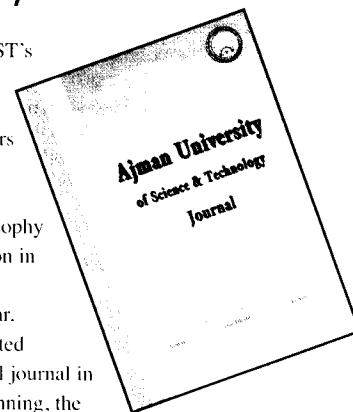 ST's
rs
Ajman University
of Science & Technology
Journal
ophy
on in
ar.
ted
l journal in
nning, the